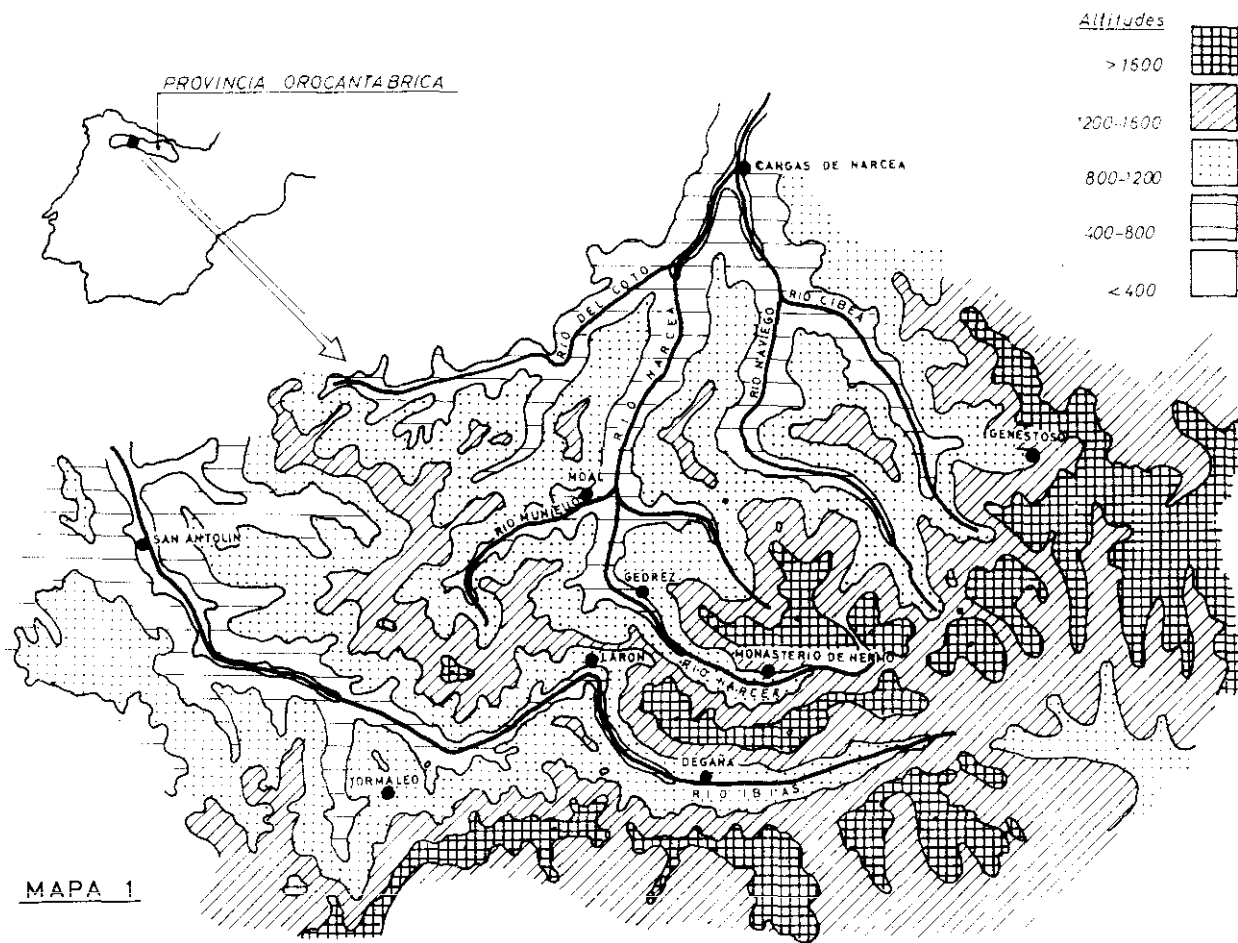 Altitudes
>1600
1200-1600
800-1200
400-800
<400
PROVINCIA OROCANTABRICA
CANGAS DE NARCEA
RIO DEL COTO
RIO NARCEA
RIO NAVIEGO
RIO CIBEA
GENESTOSO
MOAL
RIO MUNIELLOS
SAN ANTOLIN
GEDREZ
LARON
MONASTERIO DE HERMO
RIO NARCEA
DEGAÑA
RIO IBIAS
TORMALEO
MAPA 1